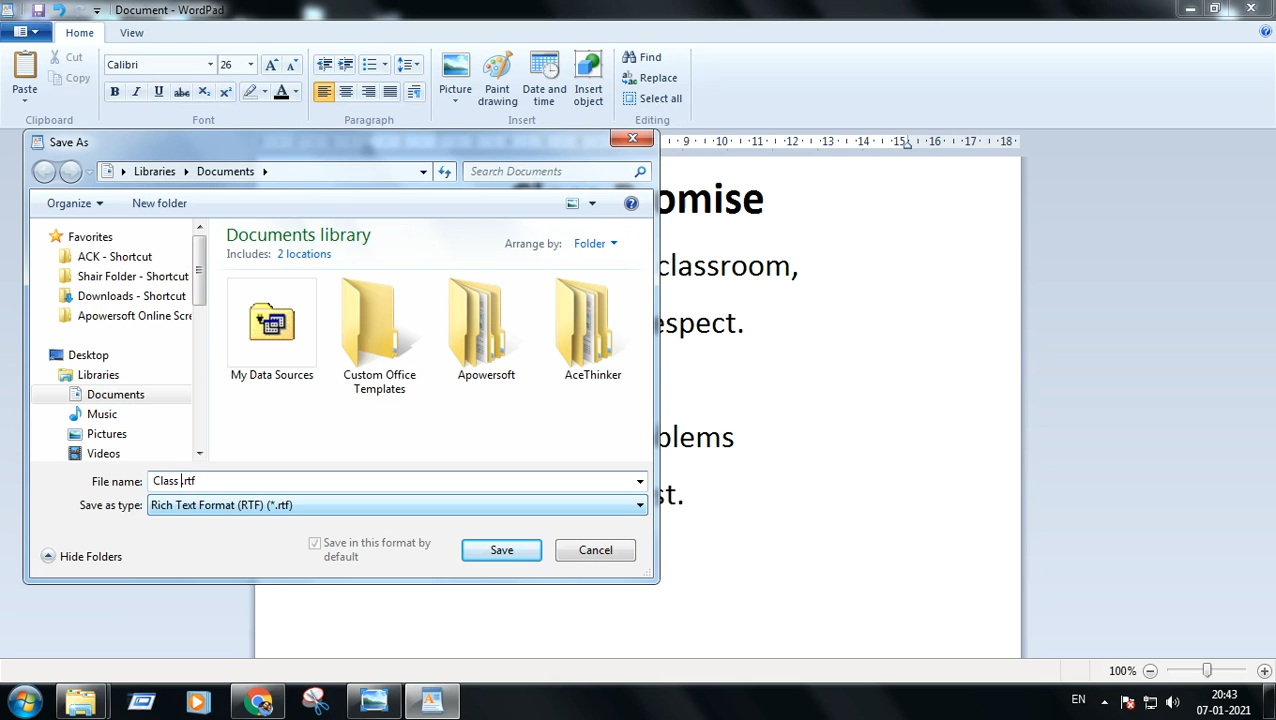 Document - WordPad
Home
View
Paste
Cut
Copy
Calibri
26
Font
Paragraph
Picture
Paint drawing
Date and time
Insert object
Insert
Find
Replace
Select all
Editing
9 · 10 · 11 · 12 · 13 · 14 · 15 · 16 · 17 · 18
Save As
Libraries
Documents
Search Documents
Organize
New folder
Favorites
ACK - Shortcut
Shair Folder - Shortcut
Downloads - Shortcut
Apowersoft Online Scre
Desktop
Libraries
Documents
Music
Pictures
Videos
Documents library
Includes: 2 locations
Arrange by: Folder
My Data Sources
Custom Office Templates
Apowersoft
AceThinker
File name: Class .rtf
Save as type: Rich Text Format (RTF) (*.rtf)
Hide Folders
Save in this format by
default
Save
Cancel
omise
classroom,
espect.
blems
st.
100%
EN
20:43
07-01-2021